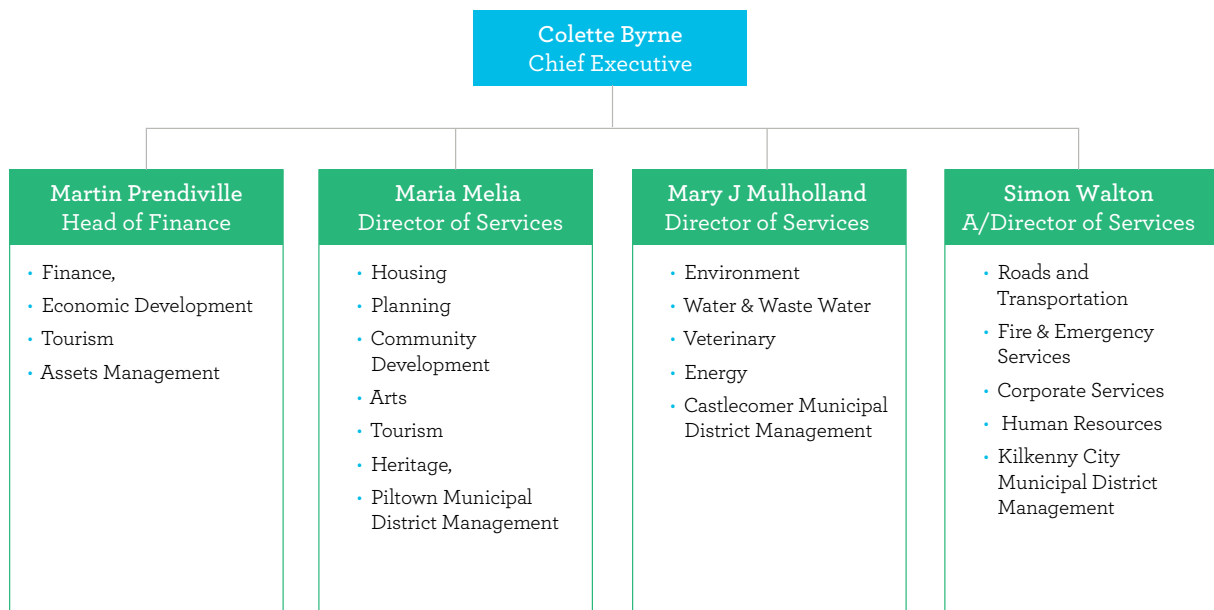 Colette Byrne
Chief Executive
Martin Prendiville
Head of Finance
• Finance,
• Economic Development
• Tourism
• Assets Management
Maria Melia
Director of Services
• Housing
• Planning
• Community
Development
• Arts
• Tourism
• Heritage,
• Piltown Municipal
District Management
Mary J Mulholland
Director of Services
• Environment
• Water & Waste Water
• Veterinary
• Energy
• Castlecomer Municipal
District Management
Simon Walton
A/Director of Services
• Roads and
Transportation
• Fire & Emergency
Services
• Corporate Services
• Human Resources
• Kilkenny City
Municipal District
Management